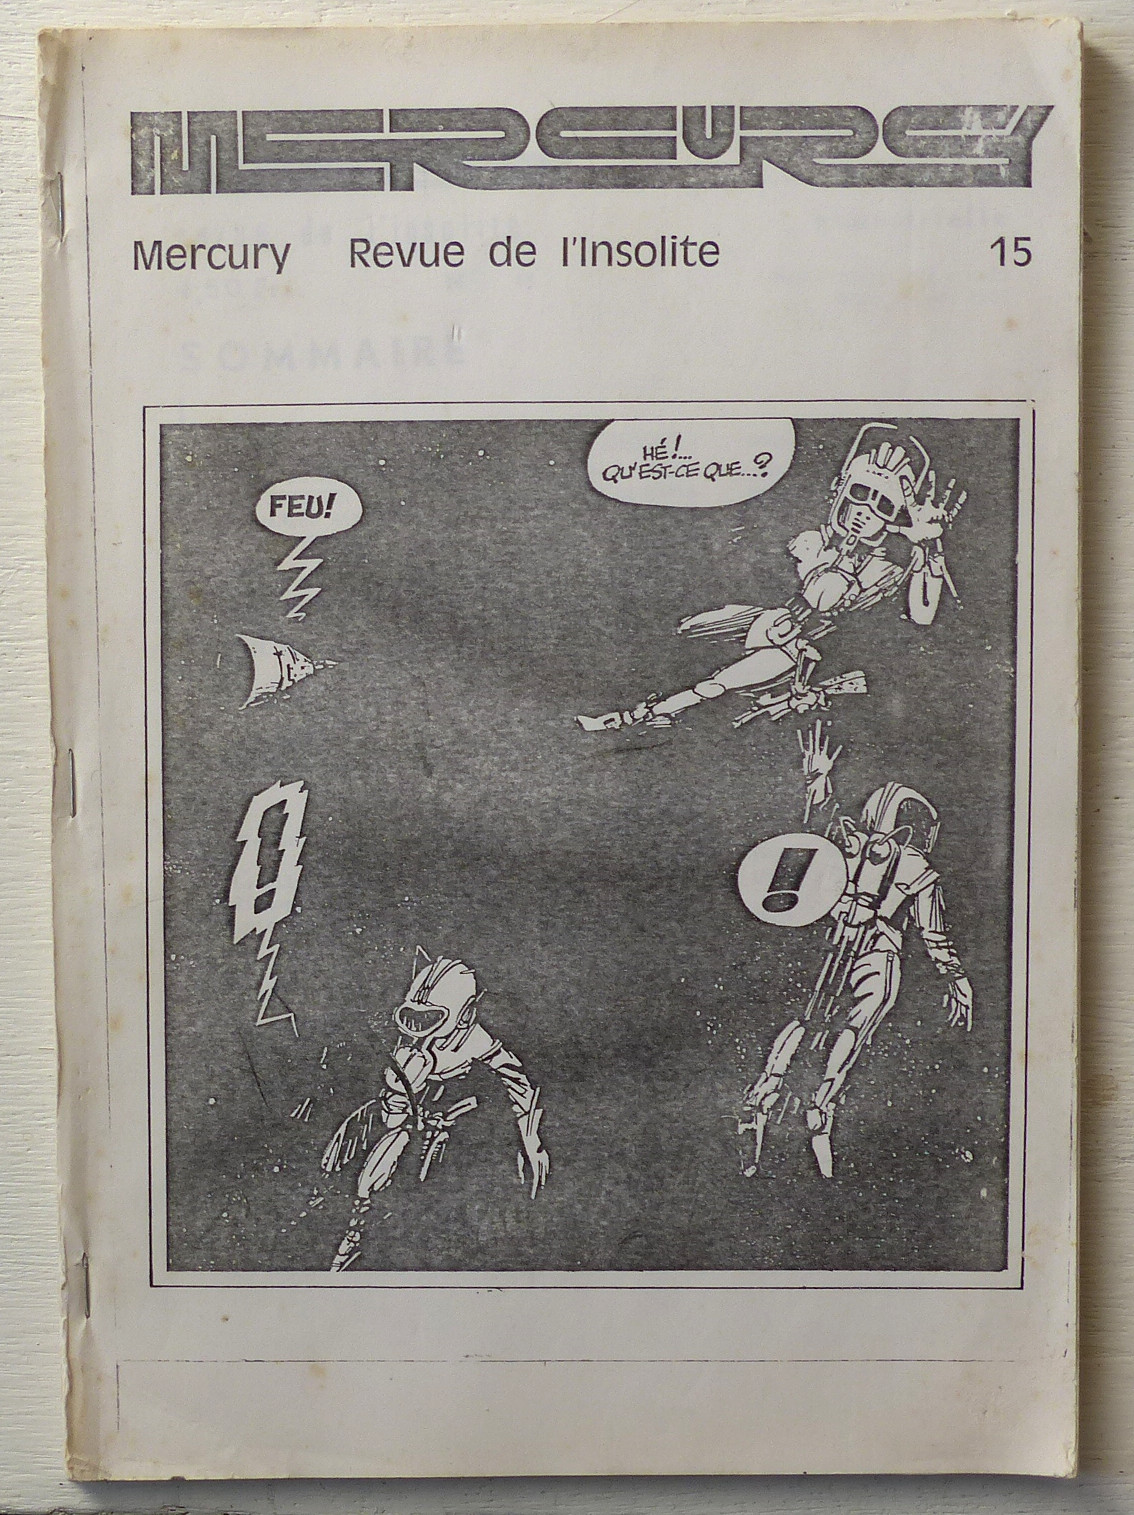 MERCURY
Mercury Revue de l'Insolite 15
SOMMAIRE
HÉ!...
QU'EST-CE QUE...?
FEU!
!
!